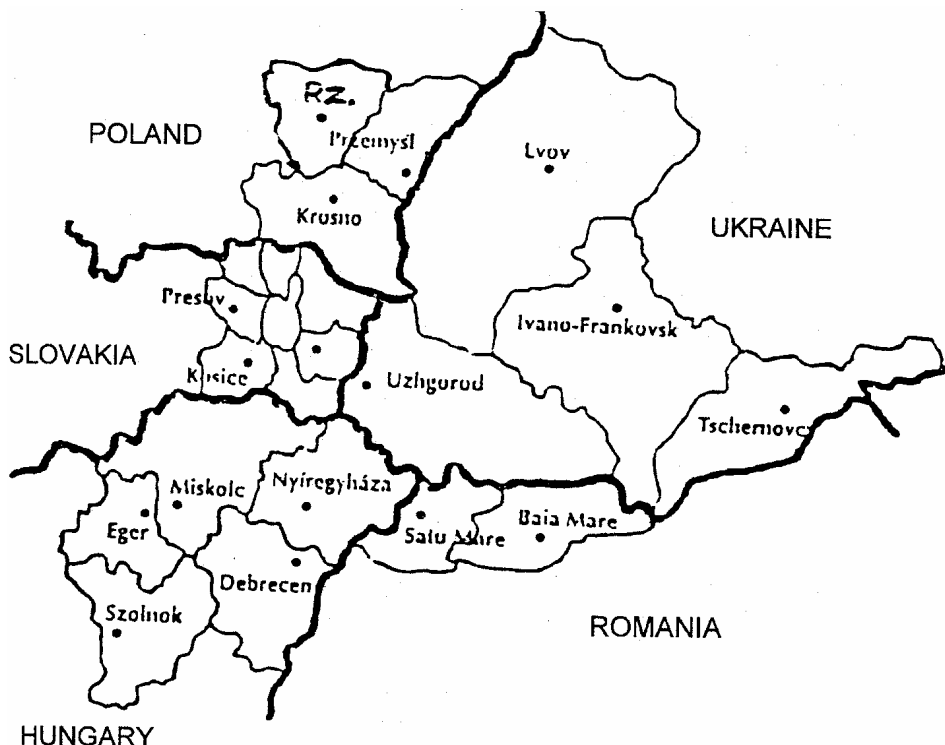 RZ.
POLAND
Przemyśl
Lvov
Krosno
UKRAINE
Presov
Ivano-Frankovsk
SLOVAKIA
Kosice
Uzhgorod
Tschernovcy
Miskolc
Nyíregyháza
Eger
Satu Mare
Baia Mare
Debrecen
Szolnok
ROMANIA
HUNGARY